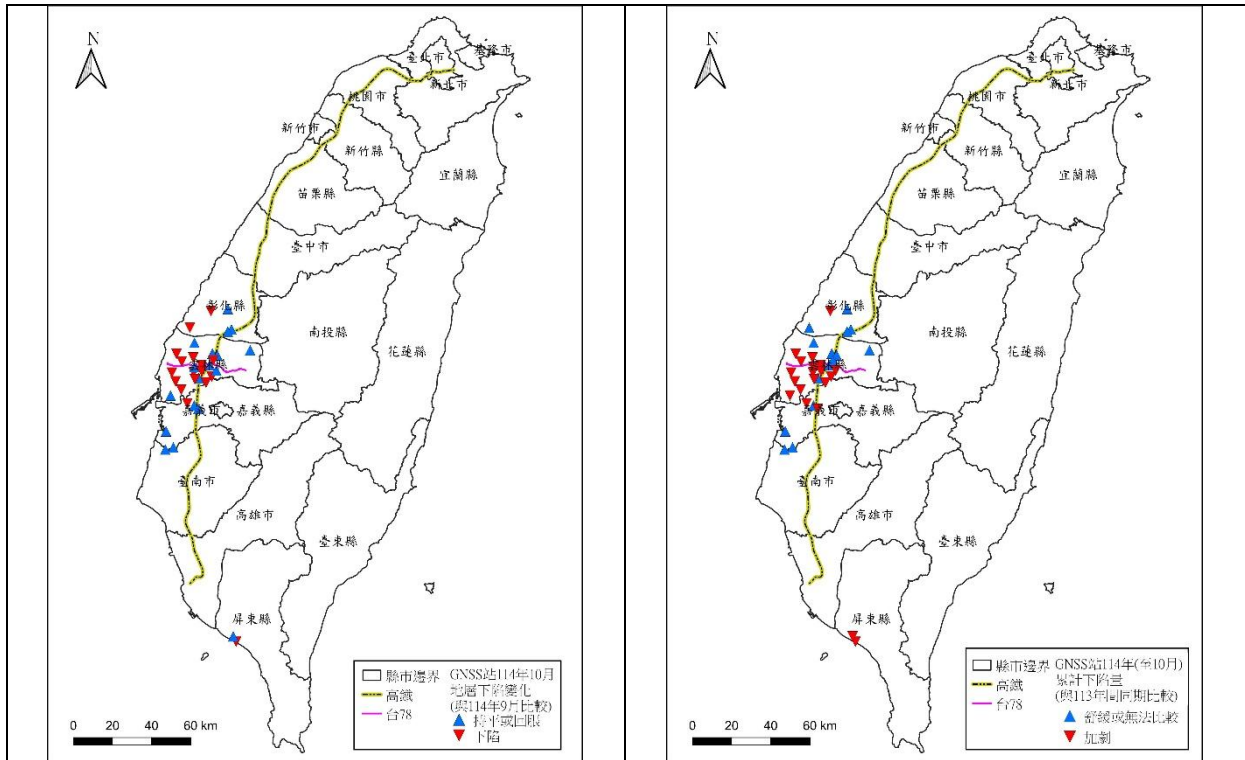 N
基隆市
臺北市
新北市
桃園市
新竹市
新竹縣
宜蘭縣
苗栗縣
臺中市
彰化縣
南投縣
花蓮縣
雲林縣
嘉義市
嘉義縣
臺南市
高雄市
臺東縣
屏東縣
縣市邊界
高鐵
台78
GNSS站114年10月
地層下陷變化
(與114年9月比較)
持平或回脹
下陷
0 20 40 60 km
N
基隆市
臺北市
新北市
桃園市
新竹市
新竹縣
宜蘭縣
苗栗縣
臺中市
彰化縣
南投縣
花蓮縣
雲林縣
嘉義市
嘉義縣
臺南市
高雄市
臺東縣
屏東縣
縣市邊界
高鐵
台78
GNSS站114年(至10月)
累計下陷量
(與113年間同期比較)
舒緩或無法比較
加劇
0 20 40 60 km